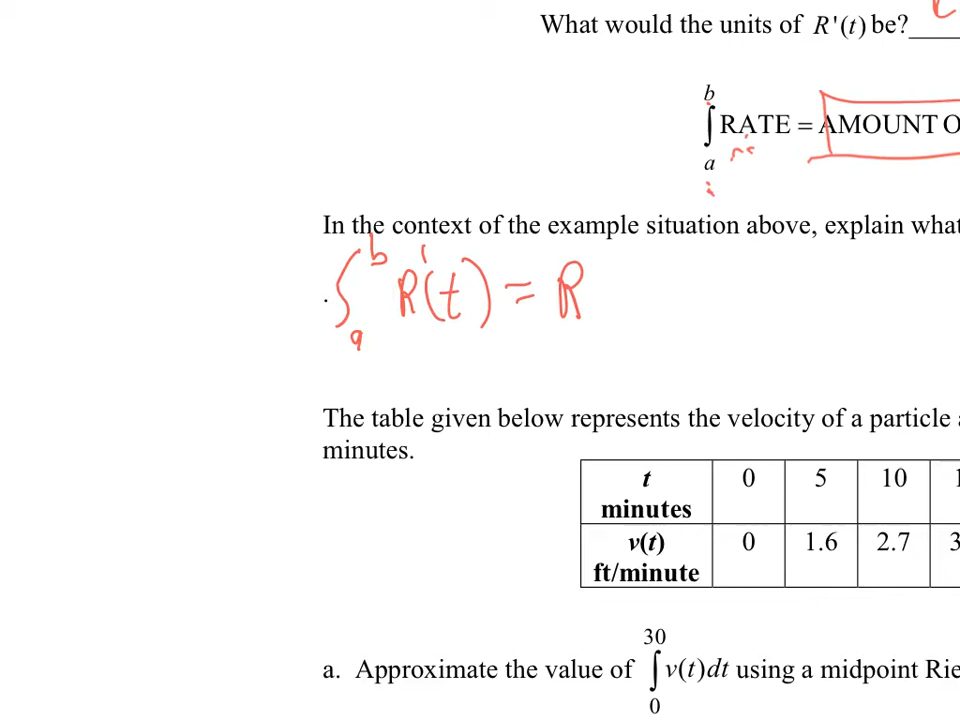 What would the units of R'(t) be?____
b
∫ RATE = AMOUNT O
a
In the context of the example situation above, explain what
∫ b a R'(t) = R
The table given below represents the velocity of a particle
minutes.
t minutes 0 5 10
v(t) ft/minute 0 1.6 2.7 3
30
a. Approximate the value of ∫ v(t)dt using a midpoint Rie
0